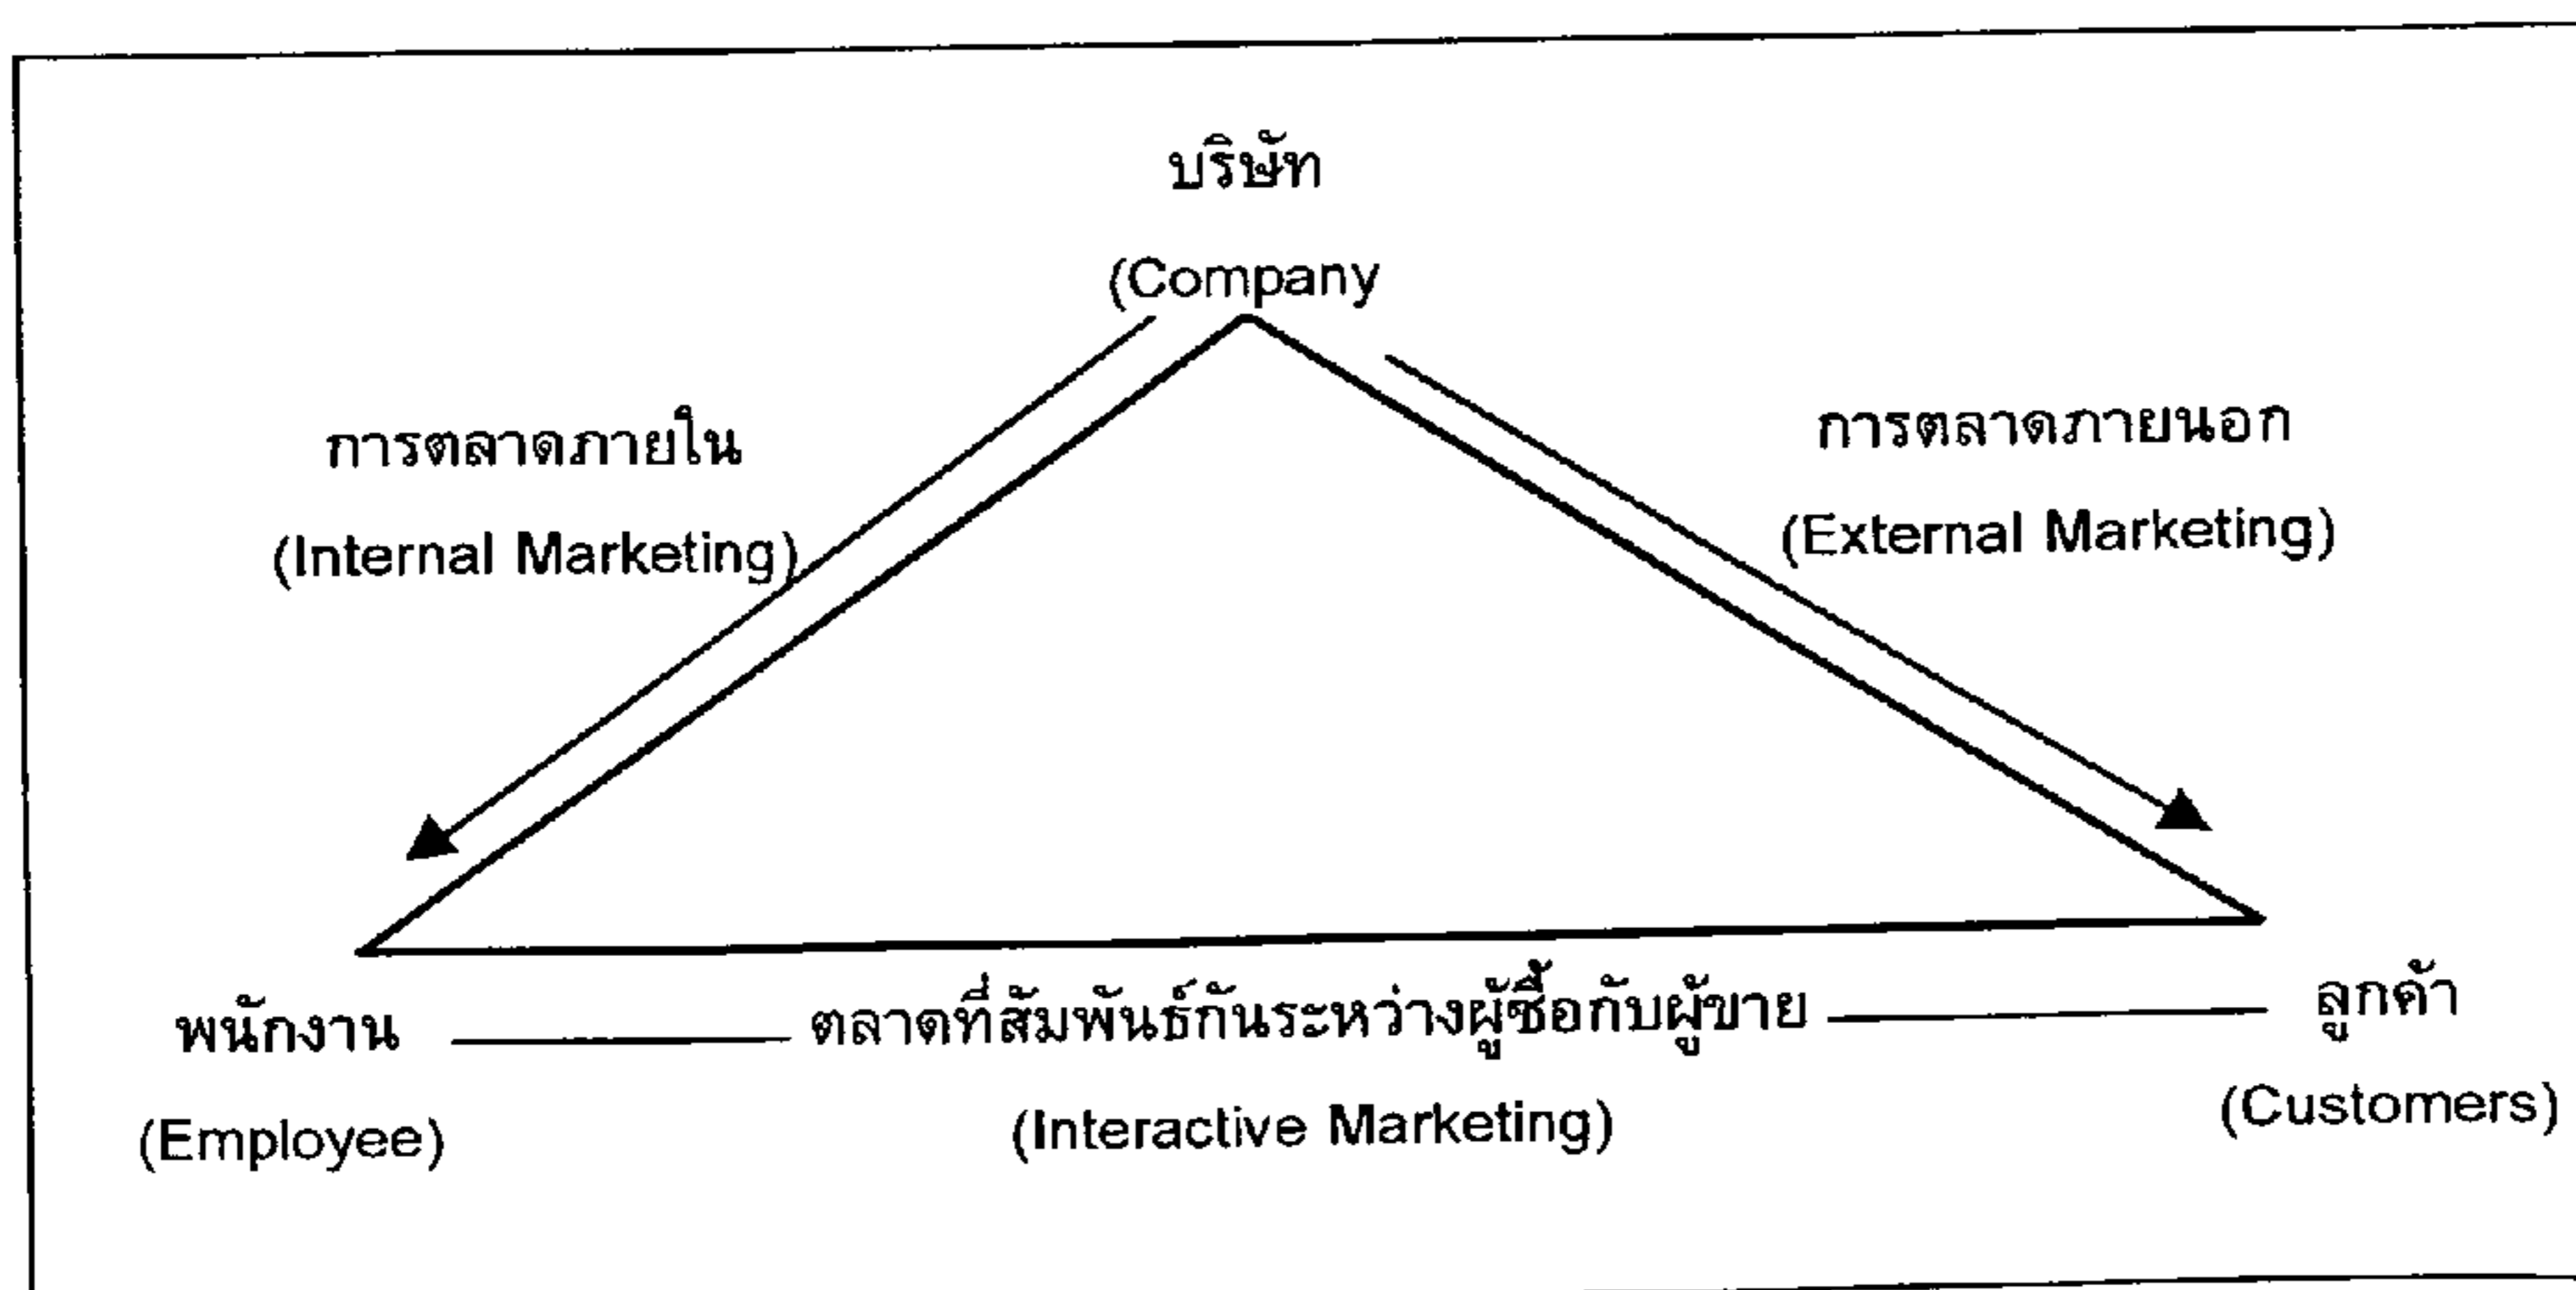 บริษัท
(Company
การตลาดภายใน
(Internal Marketing)
การตลาดภายนอก
(External Marketing)
พนักงาน
(Employee)
ตลาดที่สัมพันธ์กันระหว่างผู้ซื้อกับผู้ขาย
(Interactive Marketing)
ลูกค้า
(Customers)